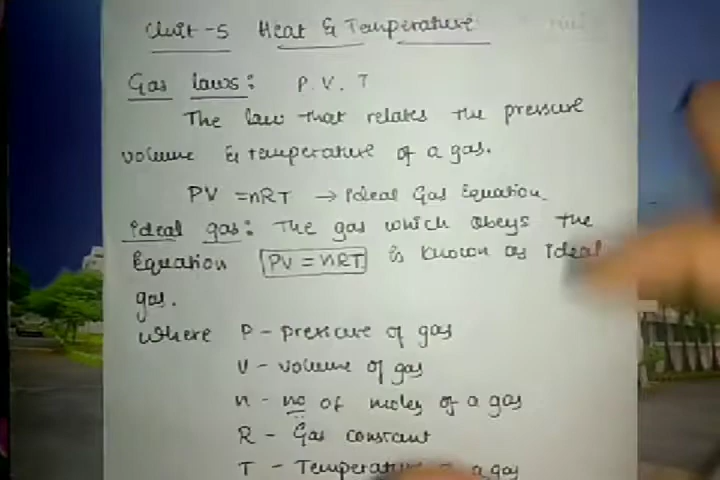 Unit -5 Heat & Temperature
Gas laws: P. V. T
The law that relates the pressure
volume & temperature of a gas.
PV = nRT → Ideal Gas Equation
Ideal gas: The gas which obeys the
Equation PV = nRT is known as ideal
gas.
where P - pressure of gas
V - volume of gas
n - no of moles of a gas
R - Gas constant
T - Temperature of a gas